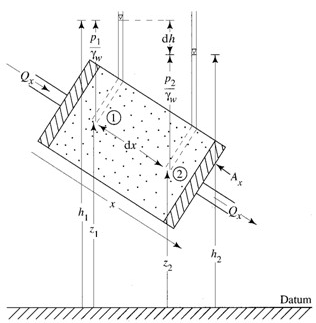 p₁/γw
dh
p₂/γw
Qₓ
①
dx
②
Aₓ
Qₓ
x
h₁
z₁
z₂
h₂
Datum